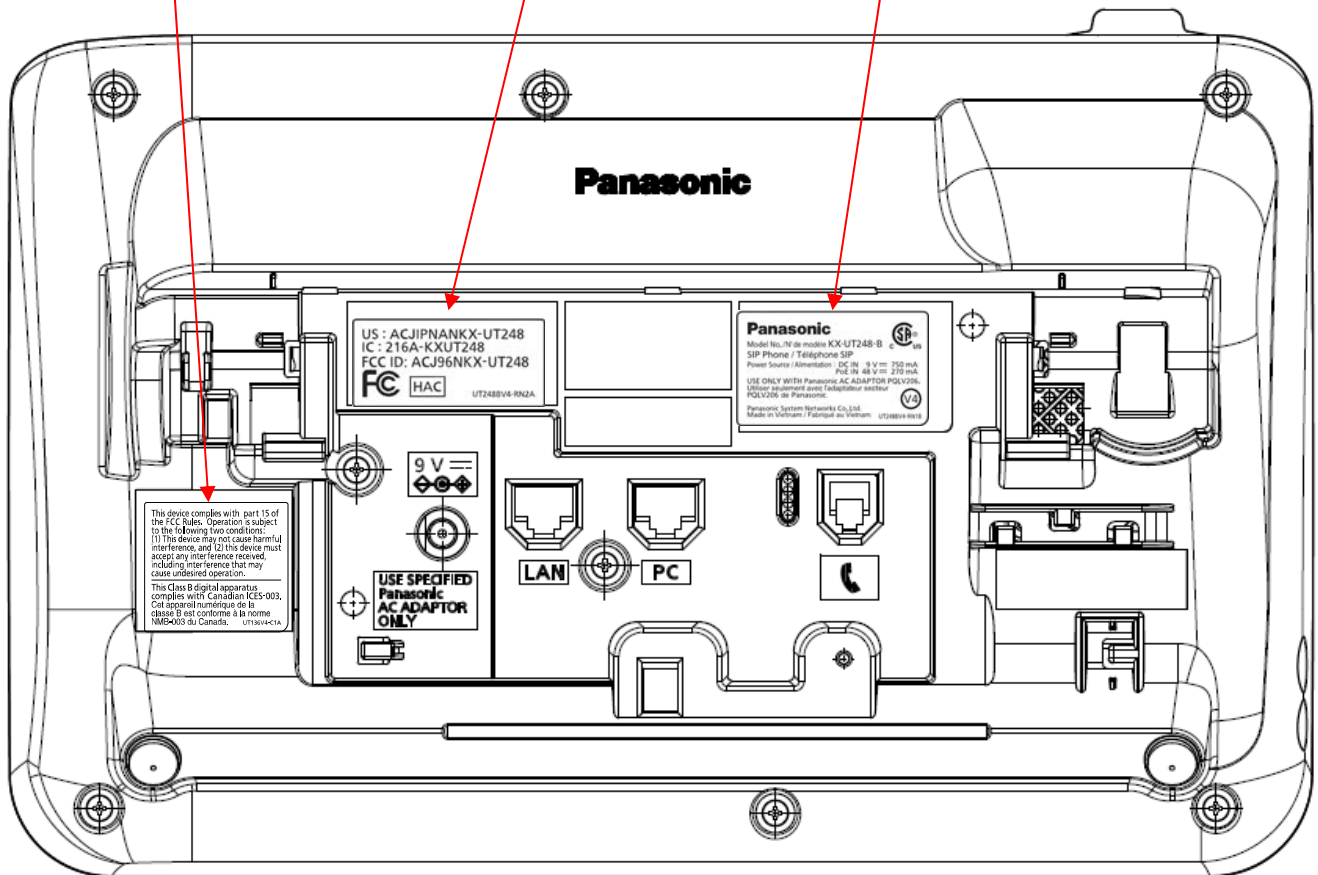 Panasonic
US : ACJIPNANKX-UT248
IC : 216A-KXUT248
FCC ID: ACJ96NKX-UT248
FC HAC UT248BV4-RN2A
Panasonic
Model No./N° de modèle KX-UT248-B
SIP Phone / Téléphone SIP
Power Source / Alimentation : DC IN 9 V 750 mA
PoE IN 48 V 270 mA
USE ONLY WITH Panasonic AC ADAPTOR PQLV206.
Utiliser seulement avec l'adaptateur secteur
PQLV206 de Panasonic.
V4
Panasonic System Networks Co., Ltd.
Made in Vietnam / Fabriqué au Vietnam UT248BV4-RN1B
C SA US
9 V
LAN
PC
USE SPECIFIED
Panasonic
AC ADAPTOR
ONLY
This device complies with part 15 of
the FCC Rules. Operation is subject
to the following two conditions:
(1) This device may not cause harmful
interference, and (2) this device must
accept any interference received,
including interference that may
cause undesired operation.
This Class B digital apparatus
complies with Canadian ICES-003.
Cet appareil numérique de la
classe B est conforme à la norme
NMB-003 du Canada. UT136V4-C1A